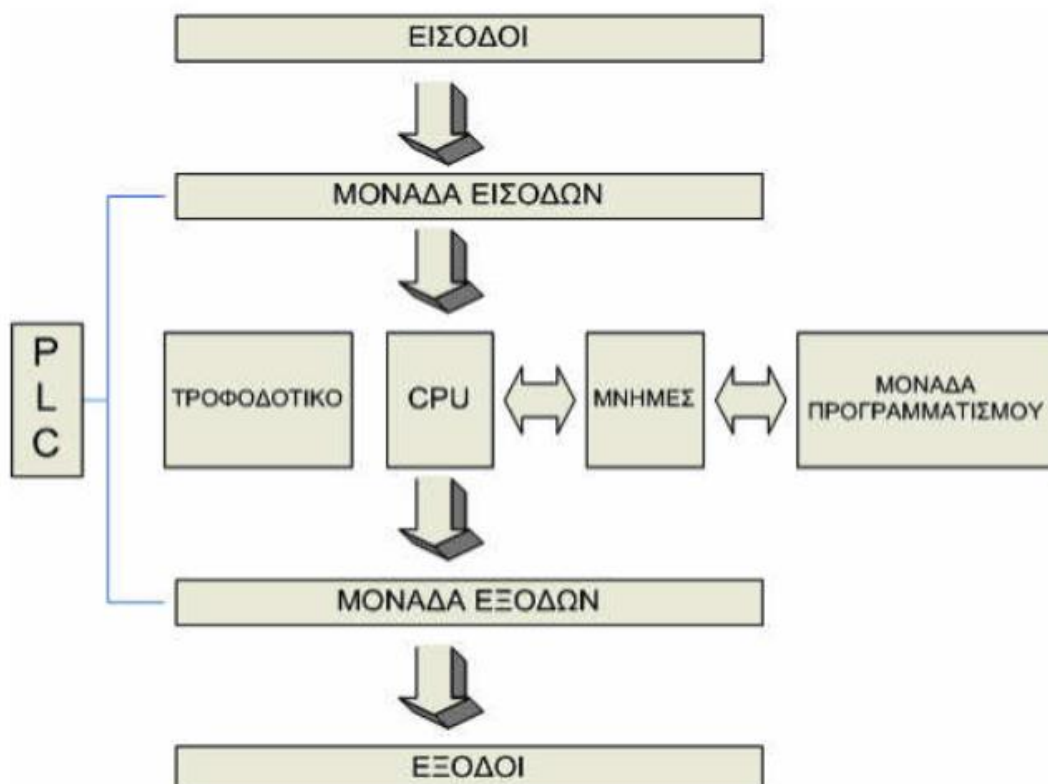 ΕΙΣΟΔΟΙ
ΜΟΝΑΔΑ ΕΙΣΟΔΩΝ
P
L
C
ΤΡΟΦΟΔΟΤΙΚΟ
CPU
ΜΝΗΜΕΣ
ΜΟΝΑΔΑ
ΠΡΟΓΡΑΜΜΑΤΙΣΜΟΥ
ΜΟΝΑΔΑ ΕΞΟΔΩΝ
ΕΞΟΔΟΙ